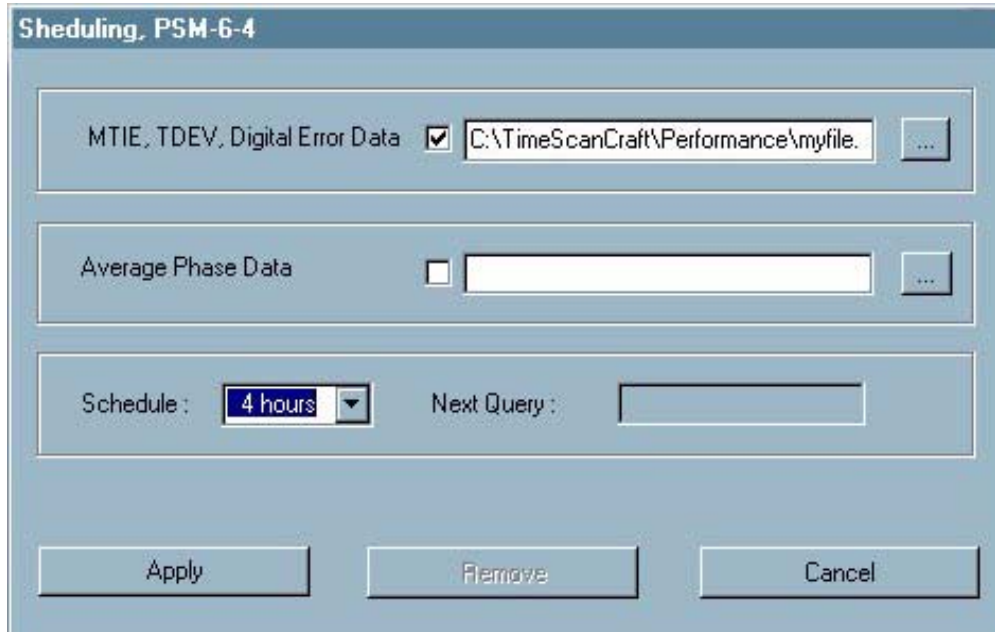 Sheduling, PSM-6-4
MTIE, TDEV, Digital Error Data C:\TimeScanCraft\Performance\myfile. ...
Average Phase Data ...
Schedule : 4 hours Next Query :
Apply Remove Cancel